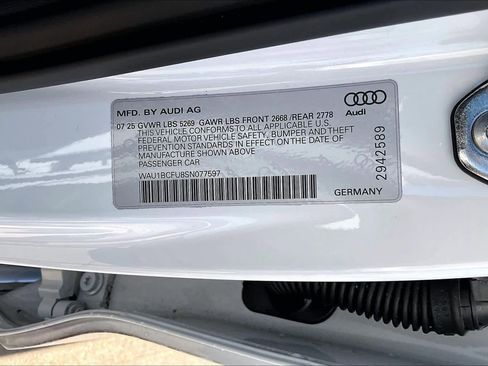 MFD. BY AUDI AG
07 25 GVWR LBS 5269 GAWR LBS FRONT 2668 /REAR 2778
THIS VEHICLE CONFORMS TO ALL APPLICABLE U.S.
FEDERAL MOTOR VEHICLE SAFETY, BUMPER AND THEFT
PREVENTION STANDARDS IN EFFECT ON THE DATE OF
MANUFACTURE SHOWN ABOVE
PASSENGER CAR
WAU1BCFU8SN077597
Audi
2942589
GERMANY